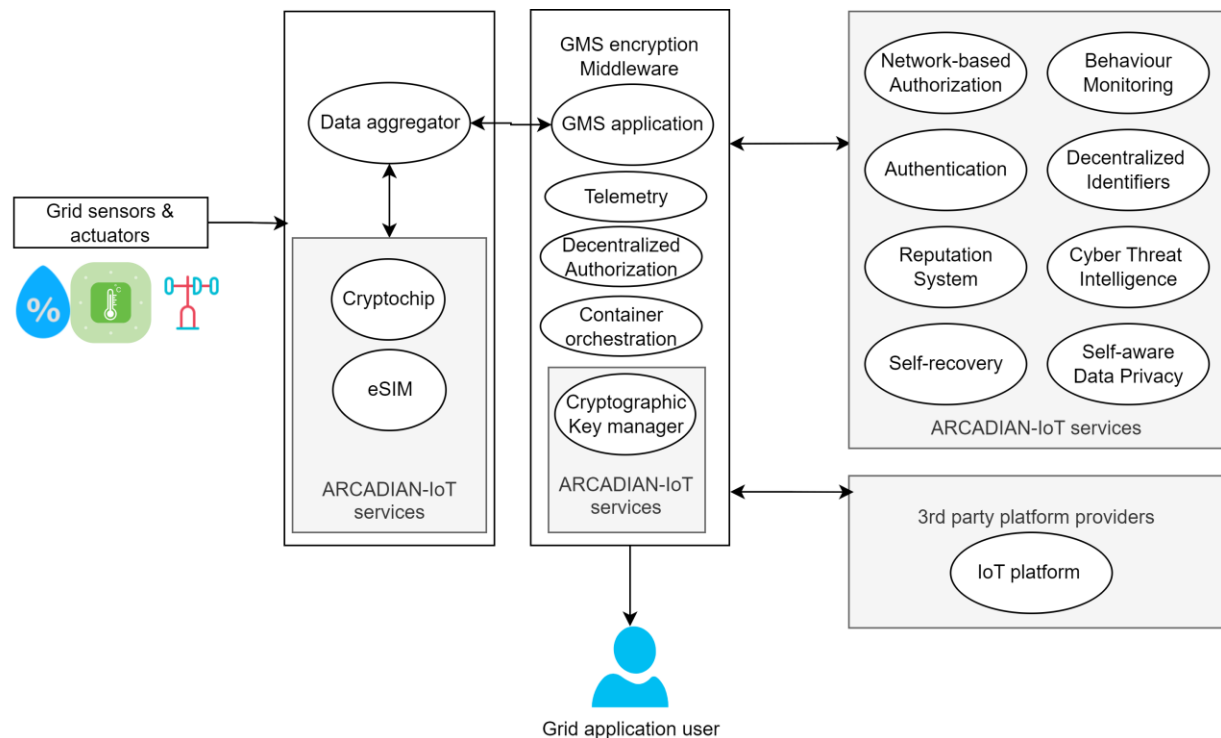 Grid sensors &
actuators
%
°C
Data aggregator
Cryptochip
eSIM
ARCADIAN-IoT
services
GMS encryption
Middleware
GMS application
Telemetry
Decentralized
Authorization
Container
orchestration
Cryptographic
Key manager
ARCADIAN-IoT
services
Network-based
Authorization
Behaviour
Monitoring
Authentication
Decentralized
Identifiers
Reputation
System
Cyber Threat
Intelligence
Self-recovery
Self-aware
Data Privacy
ARCADIAN-IoT services
3rd party platform providers
IoT platform
Grid application user